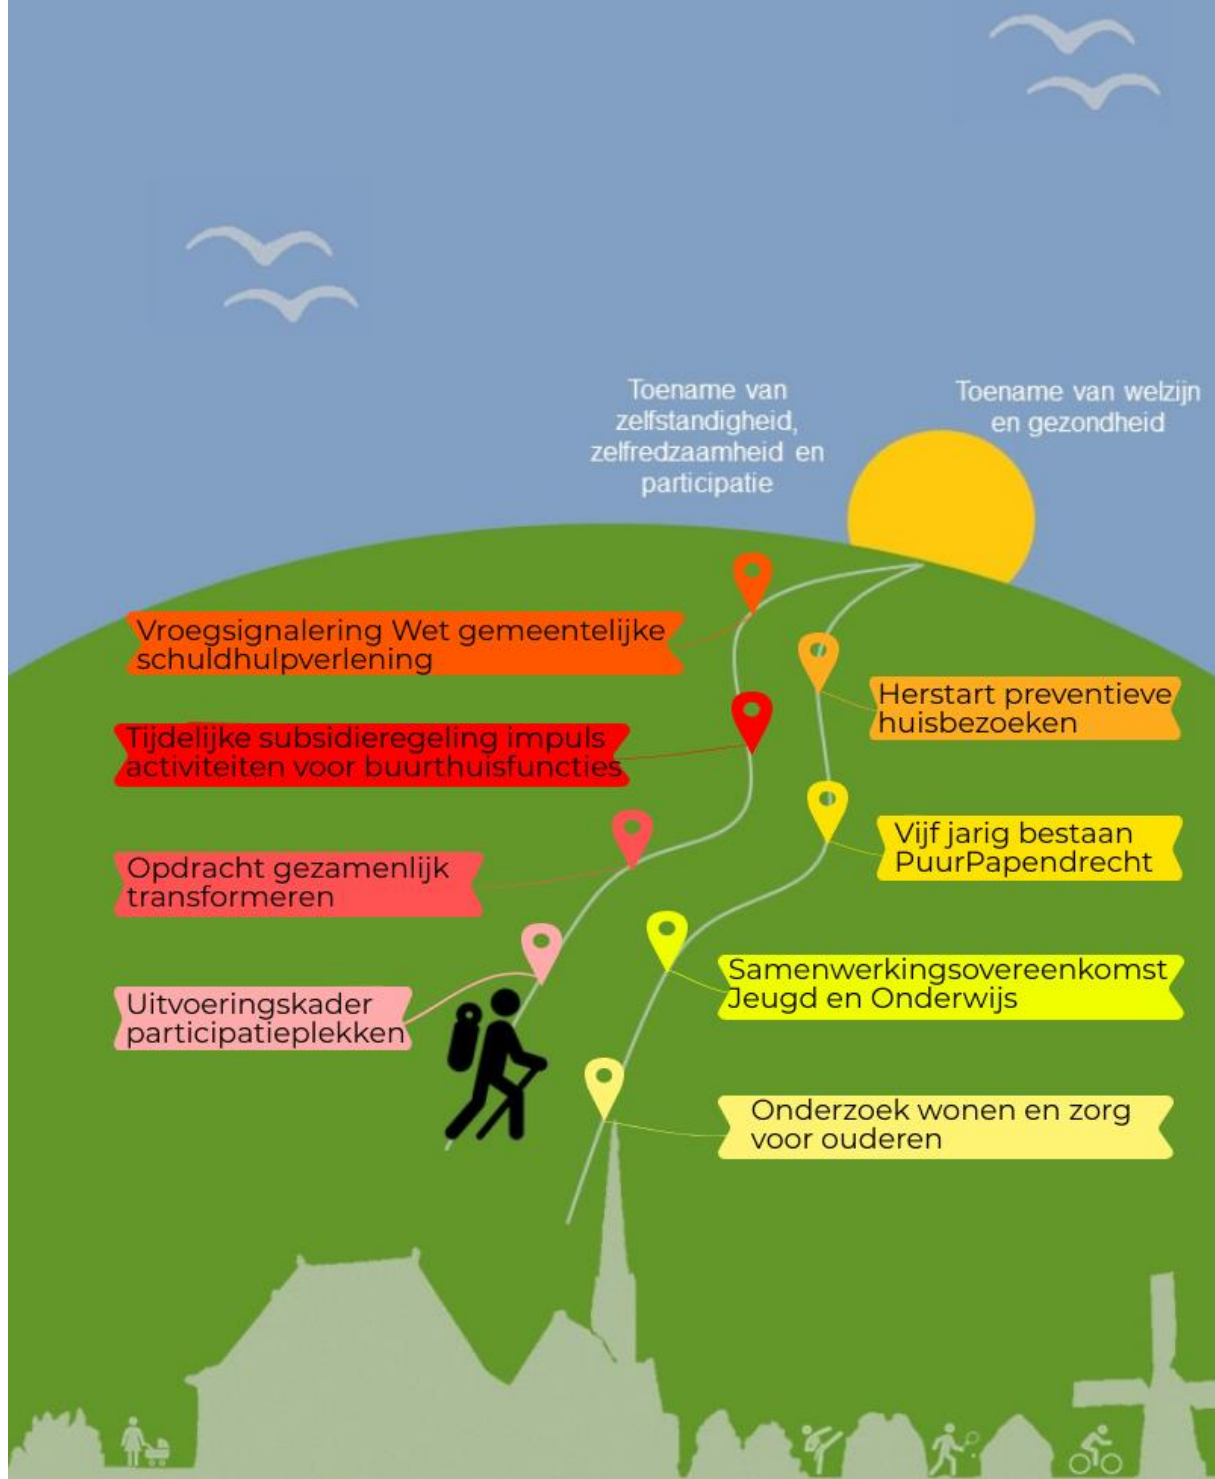 Toename van
zelfstandigheid,
zelfredzaamheid en
participatie
Toename van welzijn
en gezondheid
Vroegsignalering Wet gemeentelijke
schuldhulpverlening
Herstart preventieve
huisbezoeken
Tijdelijke subsidieregeling impuls
activiteiten voor buurthuisfuncties
Vijf jarig bestaan
PuurPapendrecht
Opdracht gezamenlijk
transformeren
Samenwerkingsovereenkomst
Jeugd en Onderwijs
Uitvoeringskader
participatieplekken
Onderzoek wonen en zorg
voor ouderen